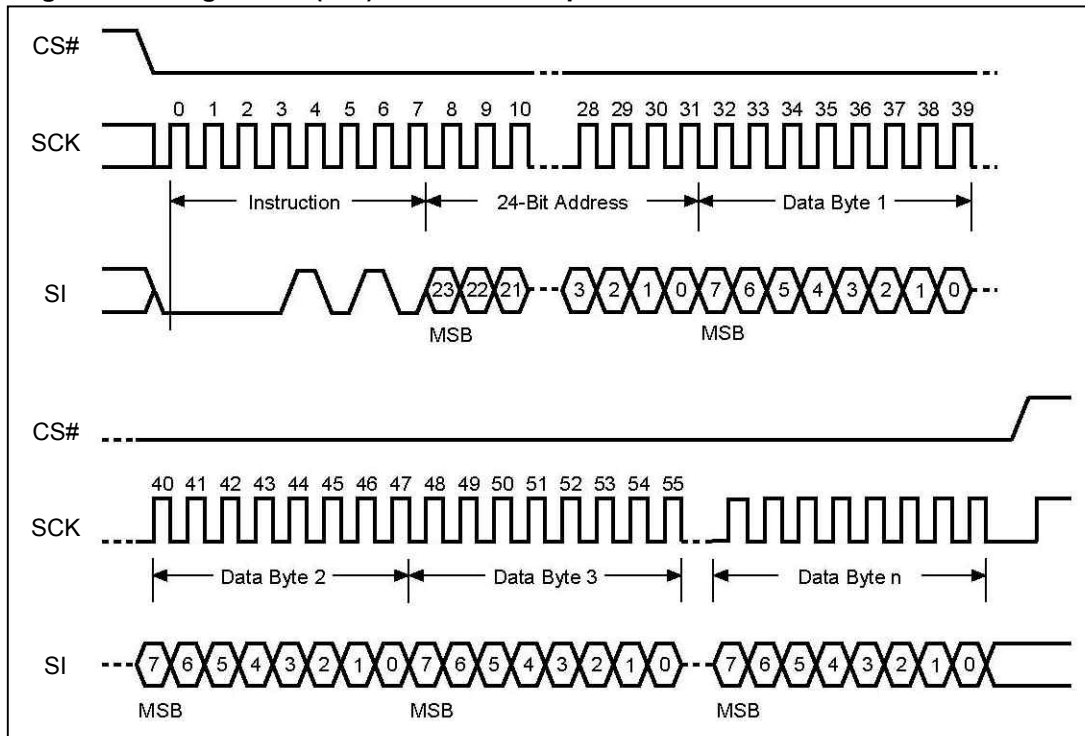 CS#
0 1 2 3 4 5 6 7 8 9 10 28 29 30 31 32 33 34 35 36 37 38 39
SCK
Instruction 24-Bit Address Data Byte 1
SI 23 22 21 3 2 1 0 7 6 5 4 3 2 1 0
MSB MSB
CS#
40 41 42 43 44 45 46 47 48 49 50 51 52 53 54 55
SCK
Data Byte 2 Data Byte 3 Data Byte n
SI 7 6 5 4 3 2 1 0 7 6 5 4 3 2 1 0 7 6 5 4 3 2 1 0
MSB MSB MSB